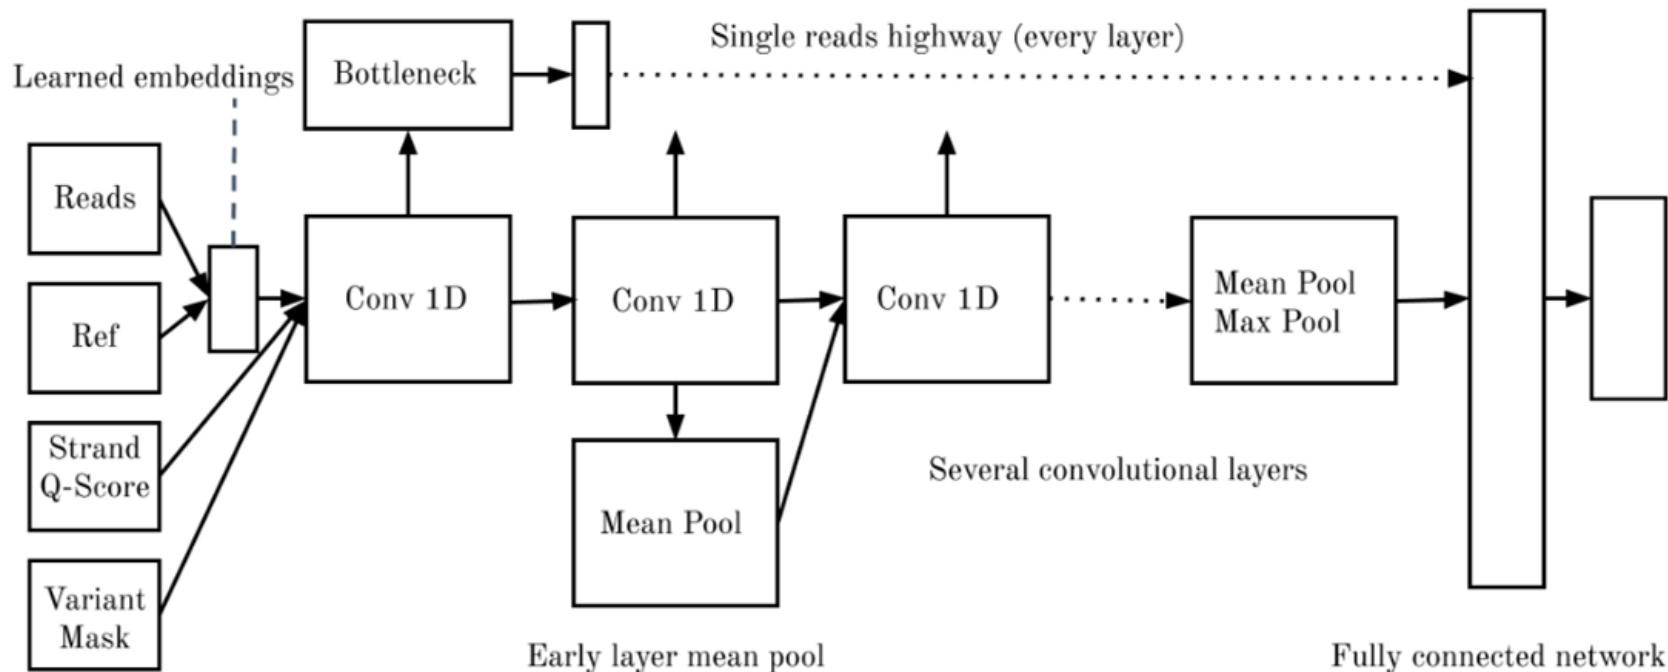 Single reads highway (every layer)
Learned embeddings
Bottleneck
Reads
Ref
Strand
Q-Score
Variant
Mask
Conv 1D
Conv 1D
Conv 1D
Mean Pool
Max Pool
Mean Pool
Several convolutional layers
Early layer mean pool
Fully connected network